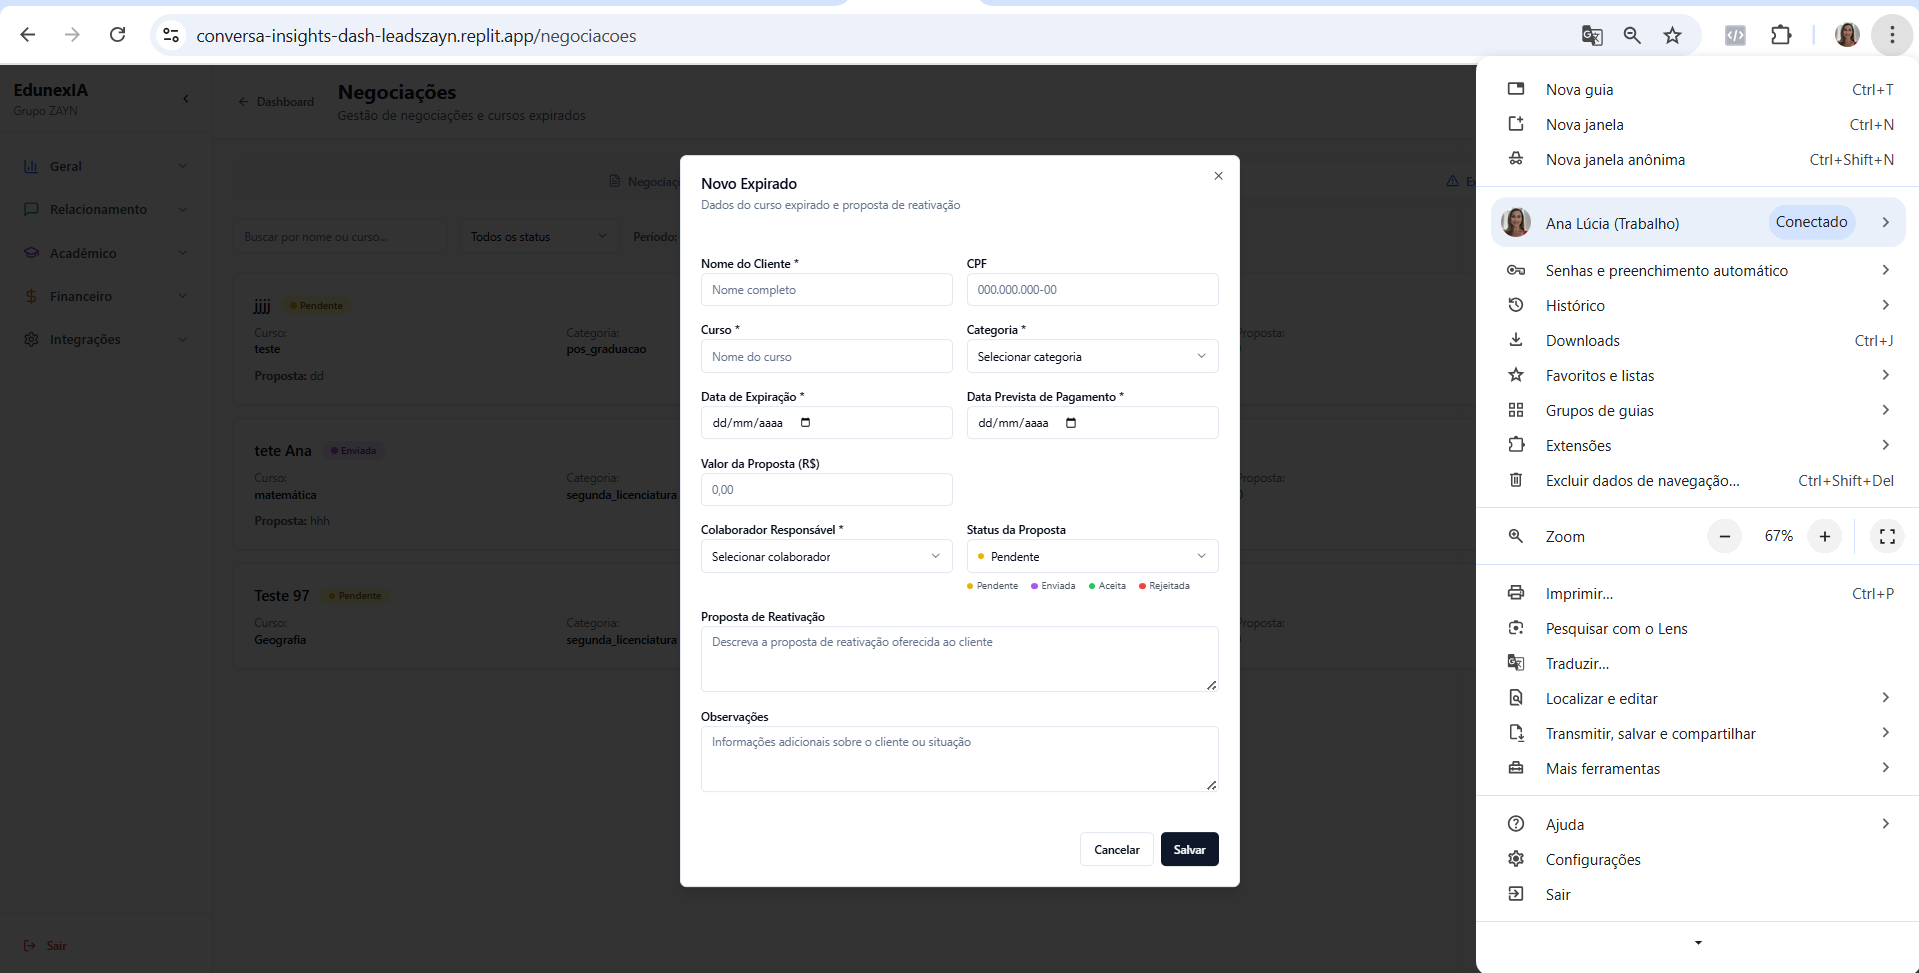 conversa-insights-dash-leadszayn.replit.app/negociacoes
EdunexIA
Grupo ZAYN
Geral
Relacionamento
Acadêmico
Financeiro
Integrações
Sair
Dashboard
Negociações
Gestão de negociações e cursos expirados
Buscar por nome ou curso...
Todos os status
Período:
jjjj
Pendente
Curso:
teste
Categoria:
pos_graduacao
Proposta:
Proposta: dd
tete Ana
Enviada
Curso:
matemática
Categoria:
segunda_licenciatura
Proposta:
Proposta: hhh
Teste 97
Pendente
Curso:
Geografia
Categoria:
segunda_licenciatura
Proposta:
Novo Expirado
Dados do curso expirado e proposta de reativação
Nome do Cliente *
Nome completo
CPF
000.000.000-00
Curso *
Nome do curso
Categoria *
Selecionar categoria
Data de Expiração *
dd/mm/aaaa
Data Prevista de Pagamento *
dd/mm/aaaa
Valor da Proposta (R$)
0,00
Colaborador Responsável *
Selecionar colaborador
Status da Proposta
Pendente
Pendente Enviada Aceita Rejeitada
Proposta de Reativação
Descreva a proposta de reativação oferecida ao cliente
Observações
Informações adicionais sobre o cliente ou situação
Cancelar
Salvar
Nova guia Ctrl+T
Nova janela Ctrl+N
Nova janela anônima Ctrl+Shift+N
Ana Lúcia (Trabalho) Conectado
Senhas e preenchimento automático
Histórico
Downloads Ctrl+J
Favoritos e listas
Grupos de guias
Extensões
Excluir dados de navegação... Ctrl+Shift+Del
Zoom 67%
Imprimir... Ctrl+P
Pesquisar com o Lens
Traduzir...
Localizar e editar
Transmitir, salvar e compartilhar
Mais ferramentas
Ajuda
Configurações
Sair